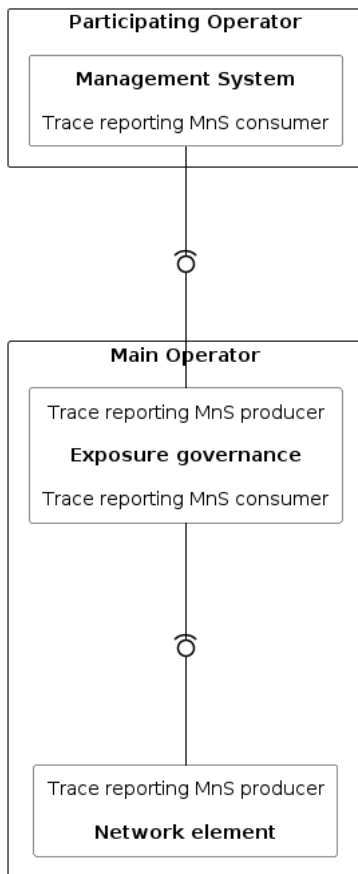 Participating Operator
Management System
Trace reporting MnS consumer
Main Operator
Trace reporting MnS producer
Exposure governance
Trace reporting MnS consumer
Trace reporting MnS producer
Network element